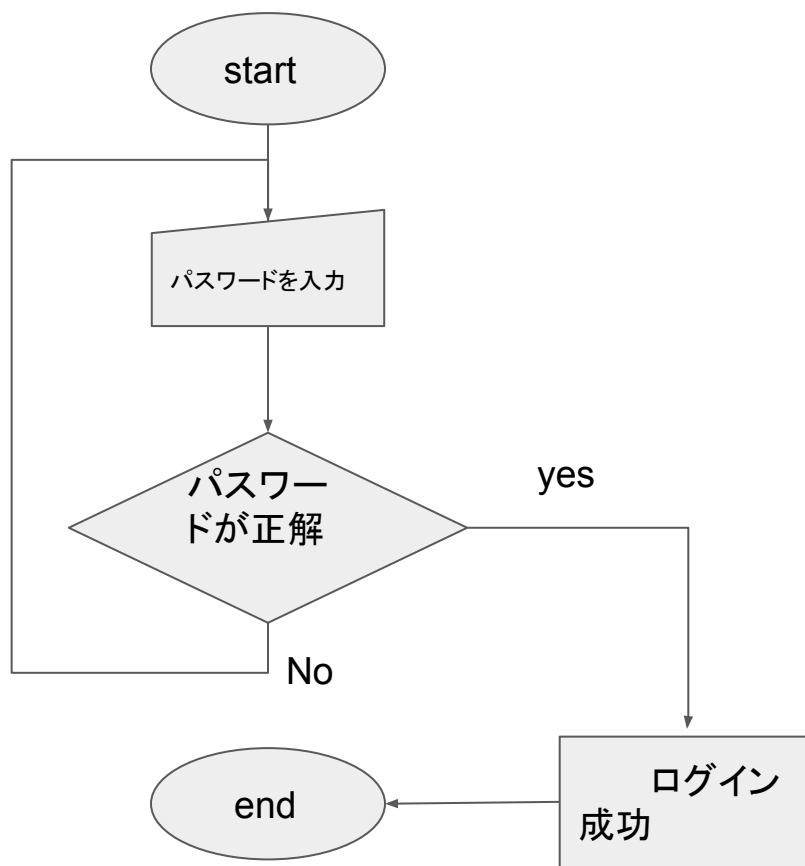 start
パスワードを入力
パスワー
ドが正解
yes
No
ログイン
成功
end